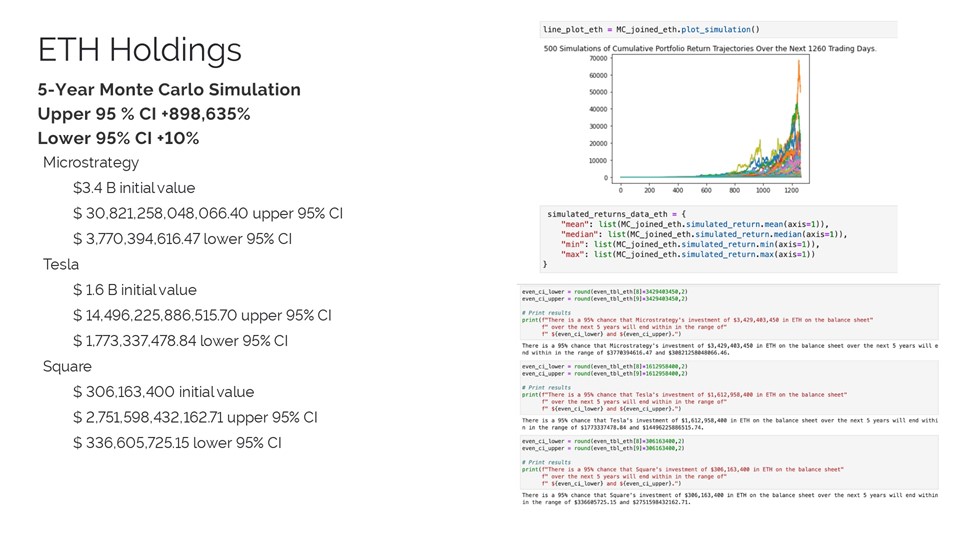 ETH Holdings
5-Year Monte Carlo Simulation
Upper 95 % CI +898,635%
Lower 95% CI +10%
Microstrategy
$3.4 B initial value
$ 30,821,258,048,066.40 upper 95% CI
$ 3,770,394,616.47 lower 95% CI
Tesla
$ 1.6 B initial value
$ 14,496,225,886,515.70 upper 95% CI
$ 1,773,337,478.84 lower 95% CI
Square
$ 306,163,400 initial value
$ 2,751,598,432,162.71 upper 95% CI
$ 336,605,725.15 lower 95% CI
line_plot_eth = MC_joined_eth.plot_simulation()
500 Simulations of Cumulative Portfolio Return Trajectories Over the Next 1260 Trading Days.
70000
60000
50000
40000
30000
20000
10000
0
0 200 400 600 800 1000 1200
simulated_returns_data_eth = {
"mean": list(MC_joined_eth.simulated_return.mean(axis=1)),
"median": list(MC_joined_eth.simulated_return.median(axis=1)),
"min": list(MC_joined_eth.simulated_return.min(axis=1)),
"max": list(MC_joined_eth.simulated_return.max(axis=1))
}
even_ci_lower = round(even_tbl_eth[8]*3429403450,2)
even_ci_upper = round(even_tbl_eth[9]*3429403450,2)
# Print results
print(f"There is a 95% chance that Microstrategy's investment of $3,429,403,450 in ETH on the balance sheet"
f" over the next 5 years will end within in the range of"
f" ${even_ci_lower} and ${even_ci_upper}.")
There is a 95% chance that Microstrategy's investment of $3,429,403,450 in ETH on the balance sheet over the next 5 years will e
nd within in the range of $3770394616.47 and $30821258048066.46.
even_ci_lower = round(even_tbl_eth[8]*1612958400,2)
even_ci_upper = round(even_tbl_eth[9]*1612958400,2)
# Print results
print(f"There is a 95% chance that Tesla's investment of $1,612,958,400 in ETH on the balance sheet"
f" over the next 5 years will end within in the range of"
f" ${even_ci_lower} and ${even_ci_upper}.")
There is a 95% chance that Tesla's investment of $1,612,958,400 in ETH on the balance sheet over the next 5 years will end withi
n in the range of $1773337478.84 and $14496225886515.74.
even_ci_lower = round(even_tbl_eth[8]*306163400,2)
even_ci_upper = round(even_tbl_eth[9]*306163400,2)
# Print results
print(f"There is a 95% chance that Square's investment of $306,163,400 in ETH on the balance sheet"
f" over the next 5 years will end within in the range of"
f" ${even_ci_lower} and ${even_ci_upper}.")
There is a 95% chance that Square's investment of $306,163,400 in ETH on the balance sheet over the next 5 years will end within
in the range of $336605725.15 and $2751598432162.71.